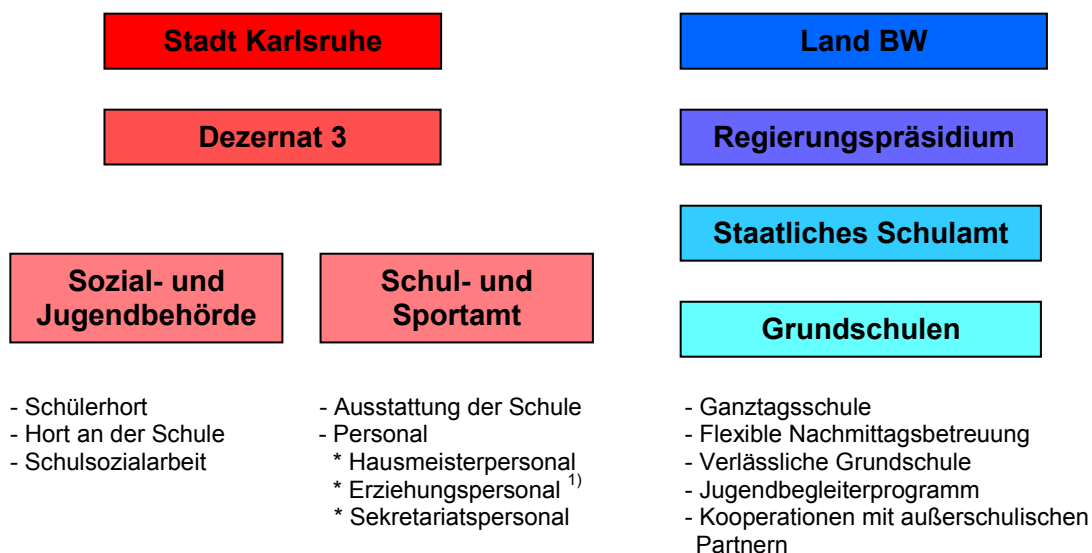 Stadt Karlsruhe
Dezernat 3
Sozial- und
Jugendbehörde
- Schülerhort
- Hort an der Schule
- Schulsozialarbeit
Schul- und
Sportamt
- Ausstattung der Schule
- Personal
* Hausmeisterpersonal
* Erziehungspersonal 1)
* Sekretariatspersonal
Land BW
Regierungspräsidium
Staatliches Schulamt
Grundschulen
- Ganztagsschule
- Flexible Nachmittagsbetreuung
- Verlässliche Grundschule
- Jugendbegleiterprogramm
- Kooperationen mit außerschulischen
Partnern